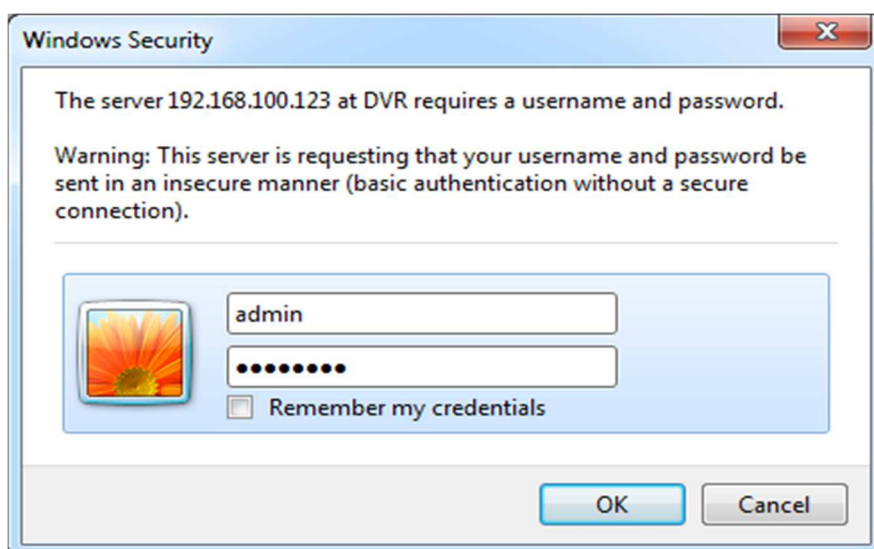 Windows Security
The server 192.168.100.123 at DVR requires a username and password.
Warning: This server is requesting that your username and password be
sent in an insecure manner (basic authentication without a secure
connection).
admin
●●●●●●●●
Remember my credentials
OK
Cancel